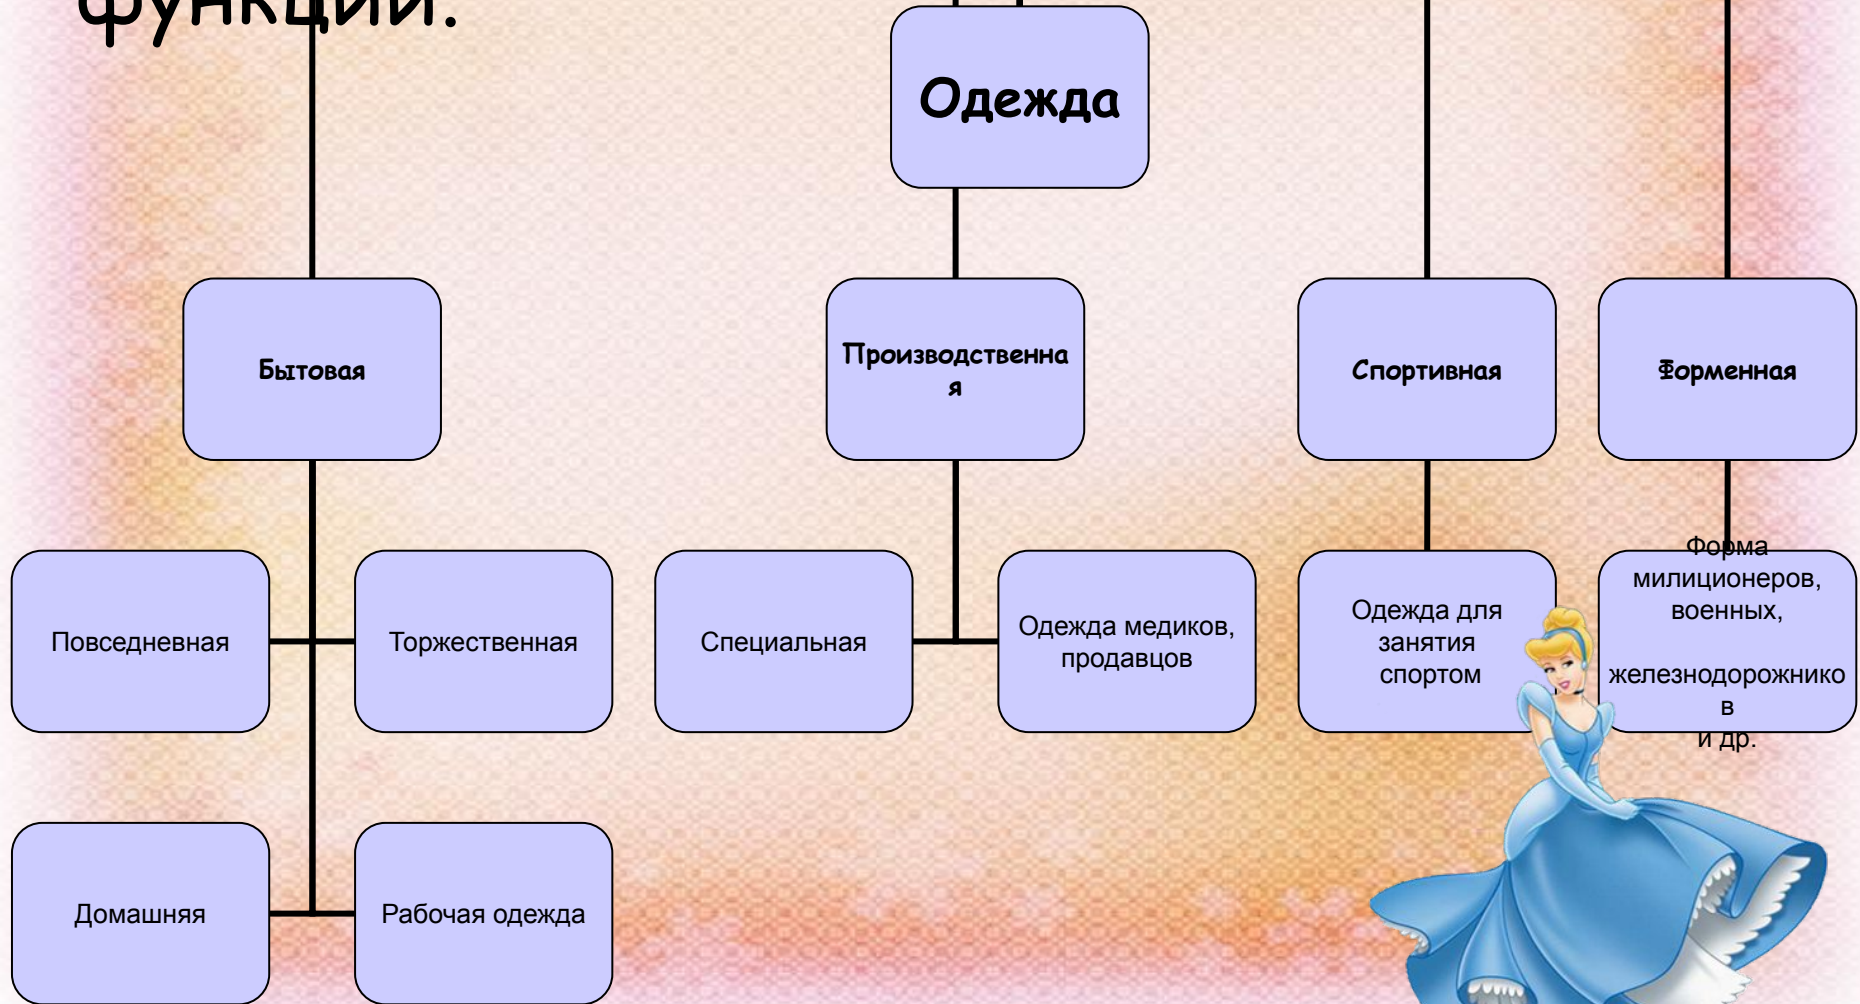 функции.
Одежда
Бытовая
Производственна
я
Спортивная
Форменная
Повседневная
Торжественная
Специальная
Одежда медиков,
продавцов
Одежда для
занятия
спортом
Форма
милиционеров,
военных,
железнодорожнико
в
и др.
Домашняя
Рабочая одежда